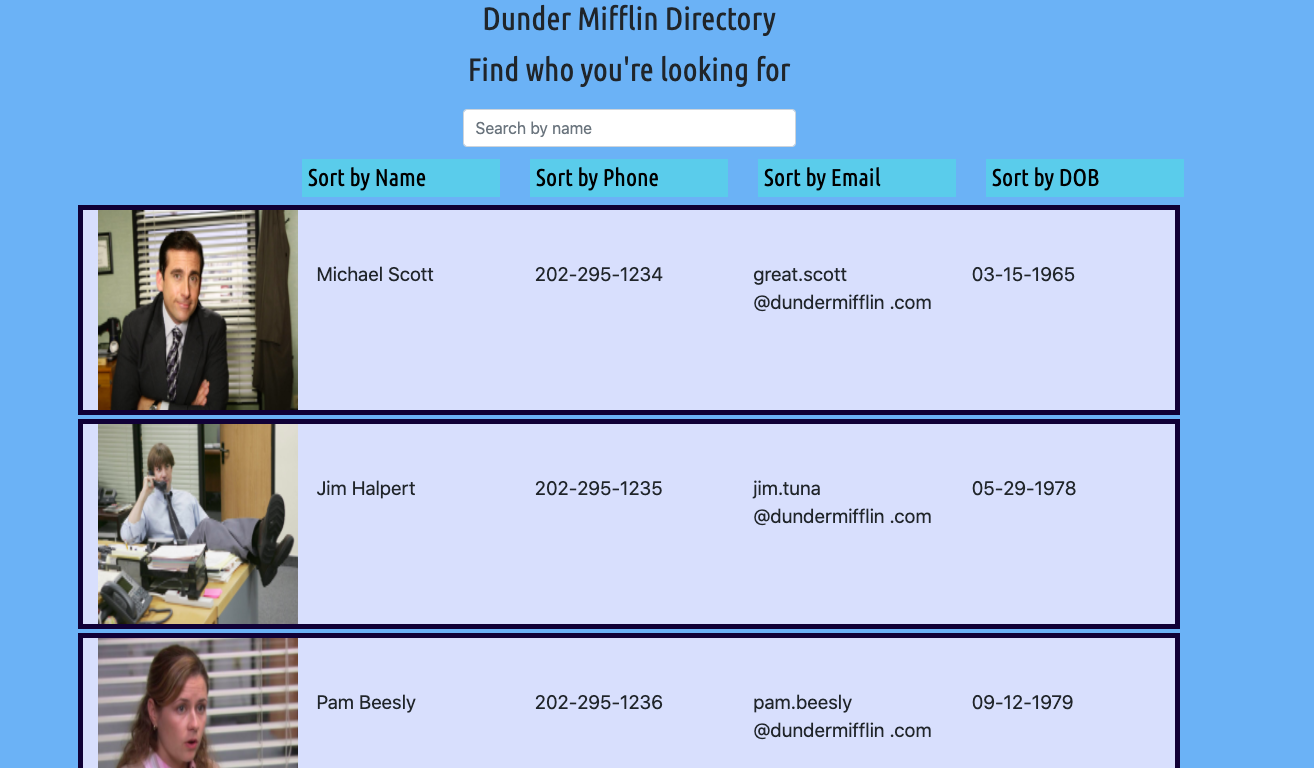 Dunder Mifflin Directory
Find who you're looking for
Search by name
Sort by Name Sort by Phone Sort by Email Sort by DOB
Michael Scott 202-295-1234 great.scott 03-15-1965
@dundermifflin .com
Jim Halpert 202-295-1235 jim.tuna 05-29-1978
@dundermifflin .com
Pam Beesly 202-295-1236 pam.beesly 09-12-1979
@dundermifflin .com